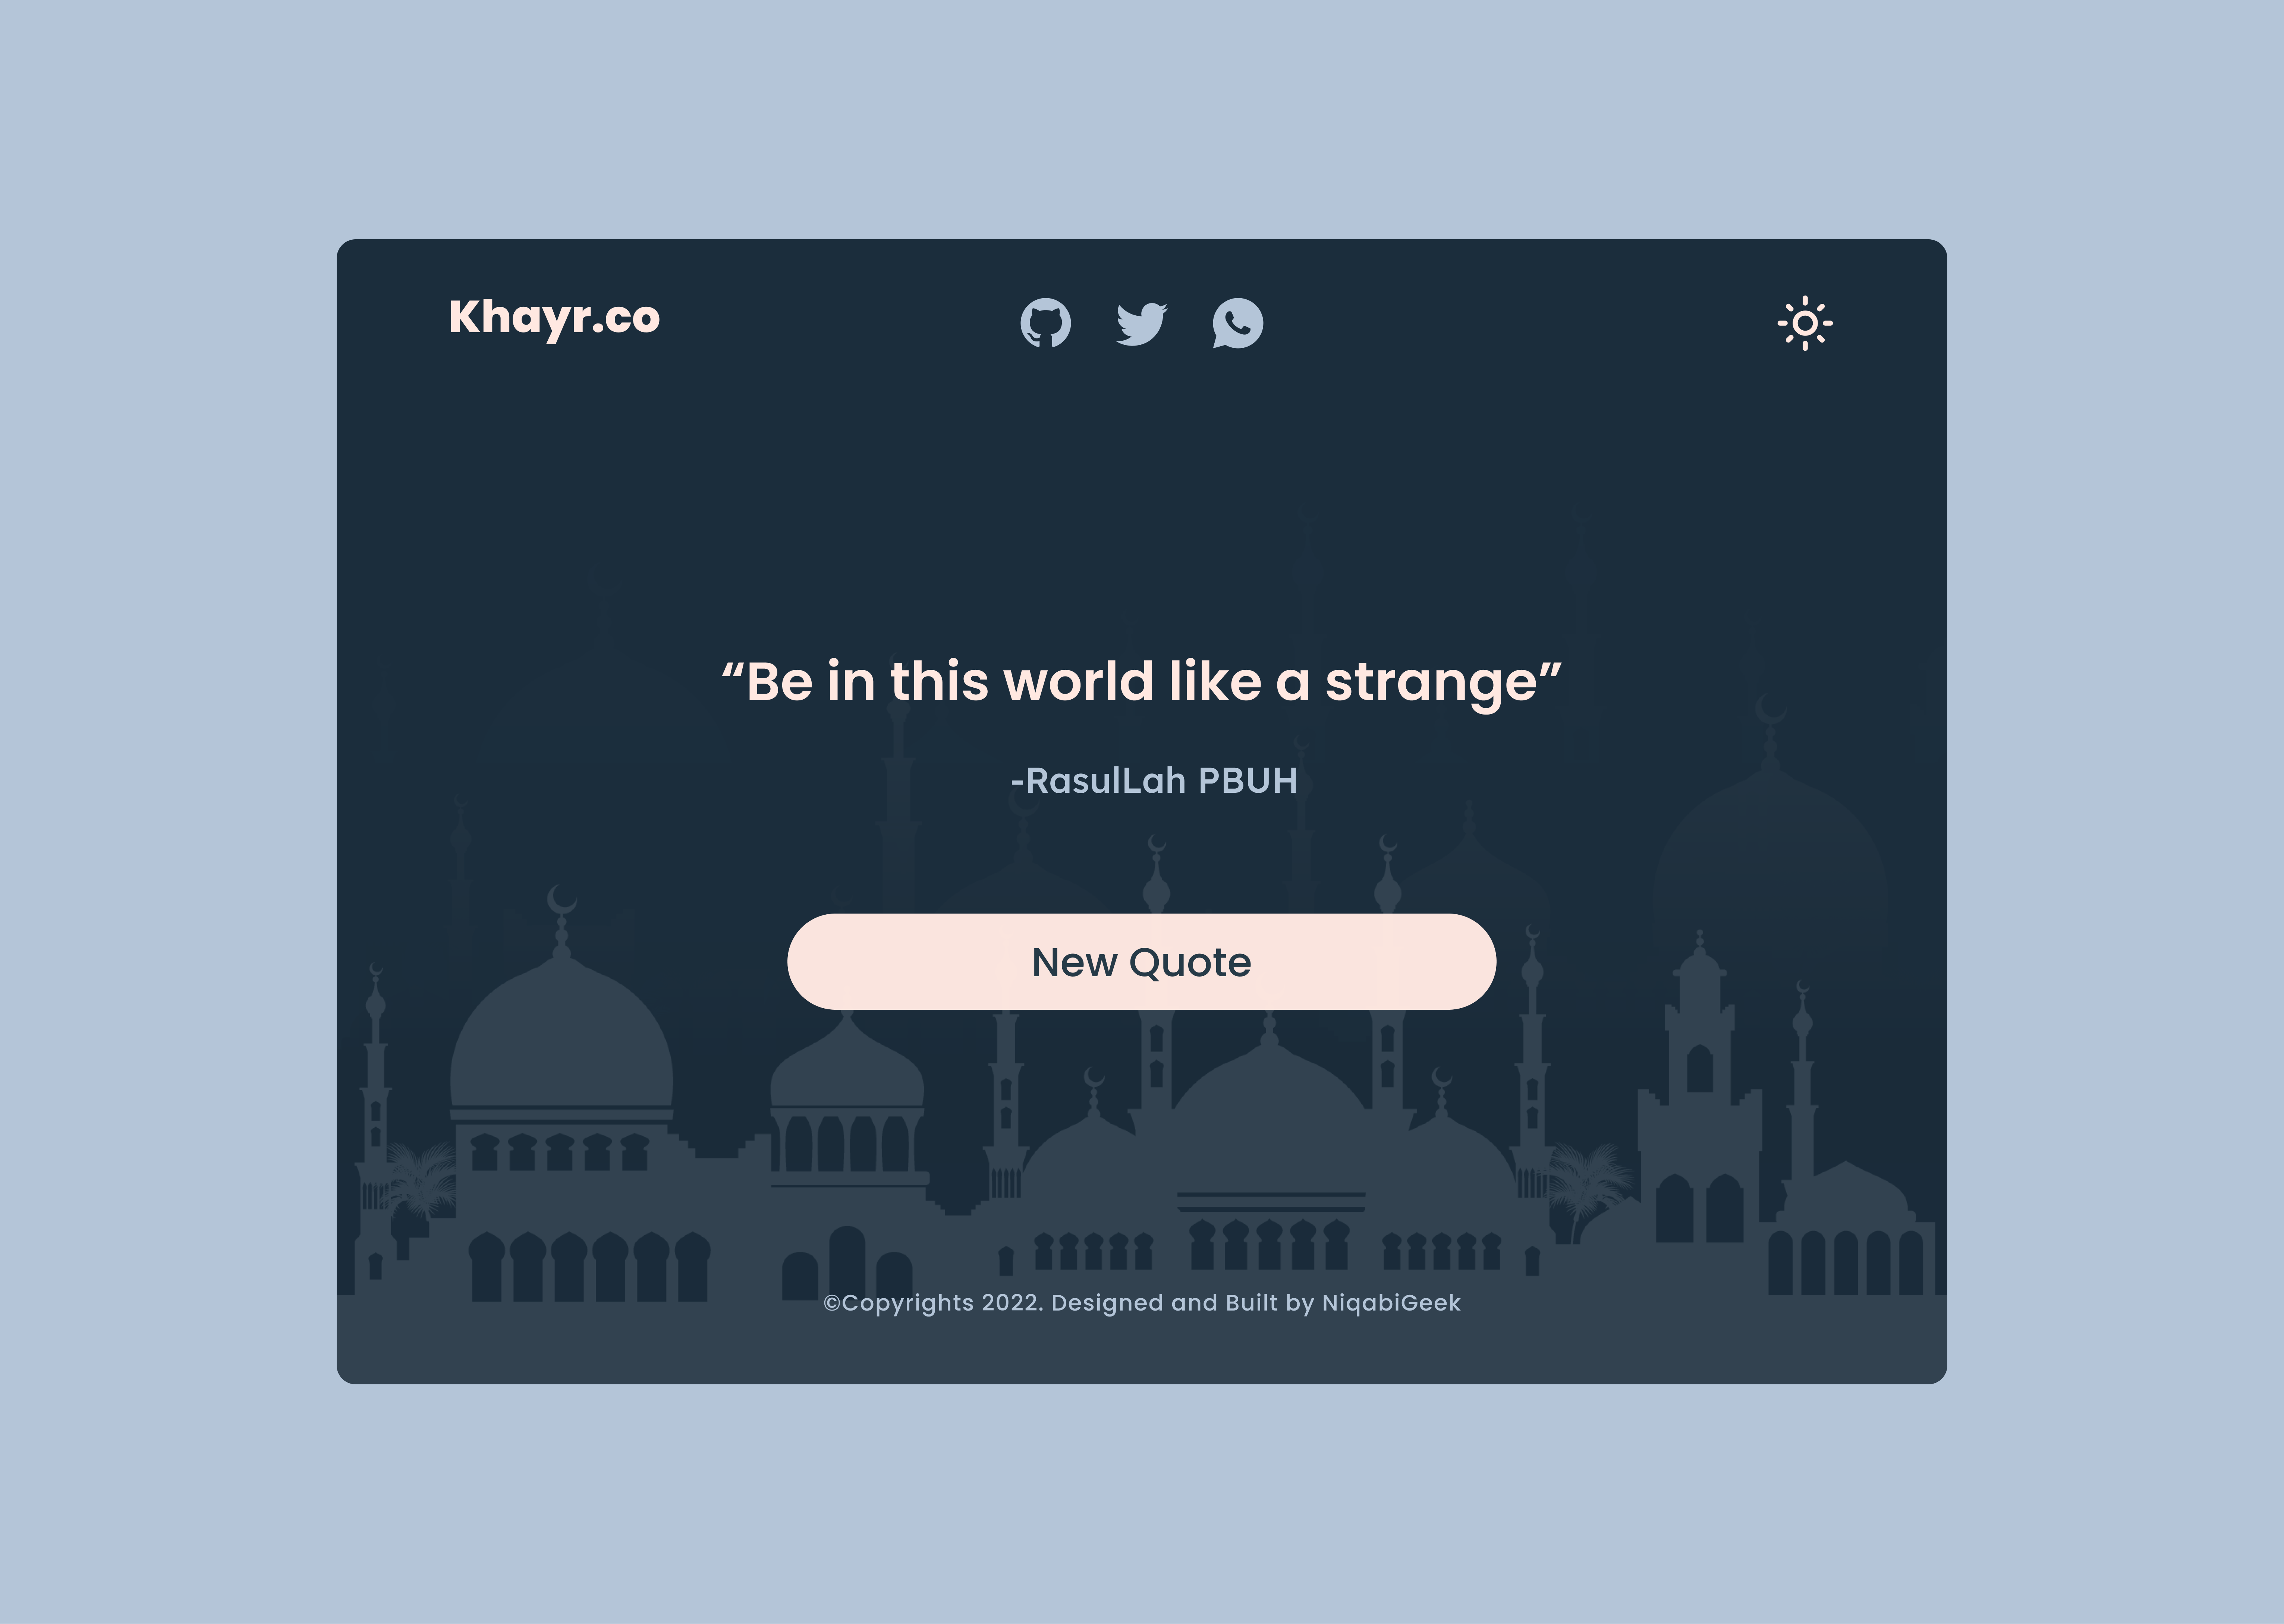 Khayr.co
“Be in this world like a strange”
-RasulLah PBUH
New Quote
©Copyrights 2022. Designed and Built by NiqabiGeek